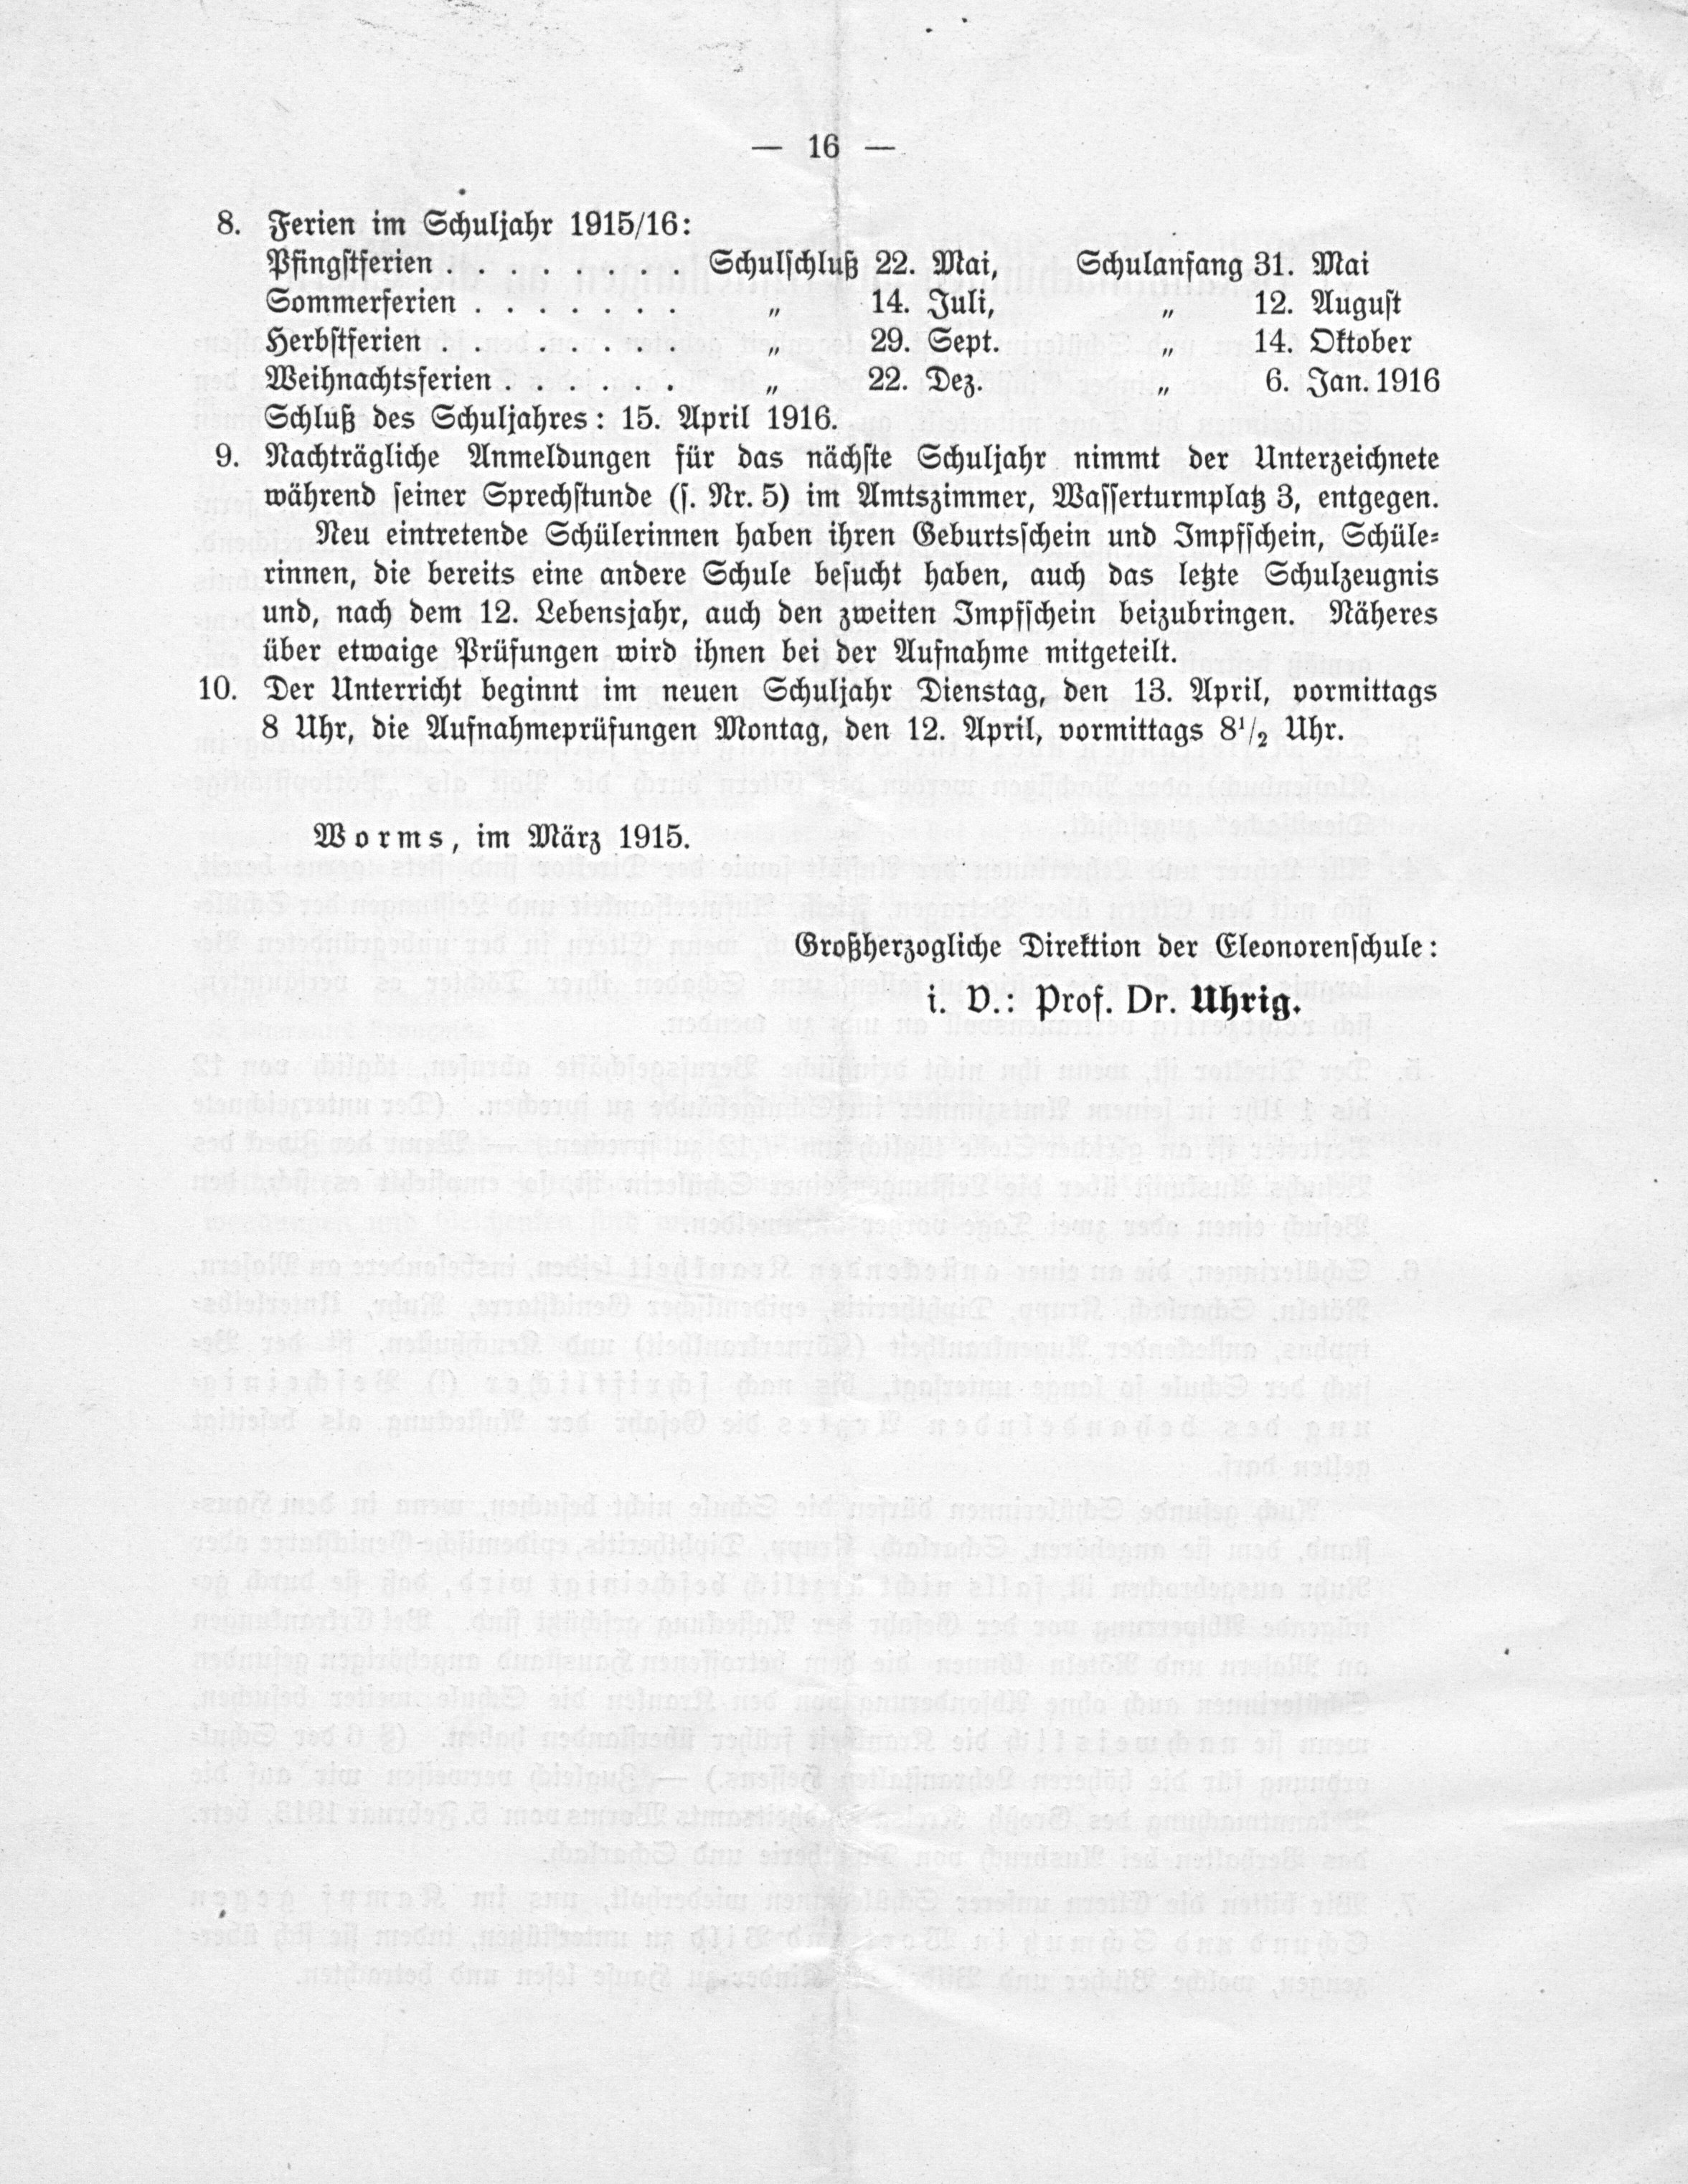 — 16 —
8. Ferien im Schuljahr 1915/16:
Pfingstferien . . . . . . . . Schulschluß 22. Mai, Schulanfang 31. Mai
Sommerferien . . . . . . . „ 14. Juli, „ 12. August
Herbstferien . . . . . . . . „ 29. Sept. „ 14. Oktober
Weihnachtsferien . . . . . . „ 22. Dez. „ 6. Jan. 1916
Schluß des Schuljahres: 15. April 1916.
9. Nachträgliche Anmeldungen für das nächste Schuljahr nimmt der Unterzeichnete
während seiner Sprechstunde (s. Nr. 5) im Amtszimmer, Wasserturmplatz 3, entgegen.
Neu eintretende Schülerinnen haben ihren Geburtsschein und Impfschein, Schüle-
rinnen, die bereits eine andere Schule besucht haben, auch das letzte Schulzeugnis
und, nach dem 12. Lebensjahr, auch den zweiten Impfschein beizubringen. Näheres
über etwaige Prüfungen wird ihnen bei der Aufnahme mitgeteilt.
10. Der Unterricht beginnt im neuen Schuljahr Dienstag, den 13. April, vormittags
8 Uhr, die Aufnahmeprüfungen Montag, den 12. April, vormittags 8¹/₂ Uhr.
Worms, im März 1915.
Großherzogliche Direktion der Eleonorenschule:
i. V.: Prof. Dr. Uhrig.